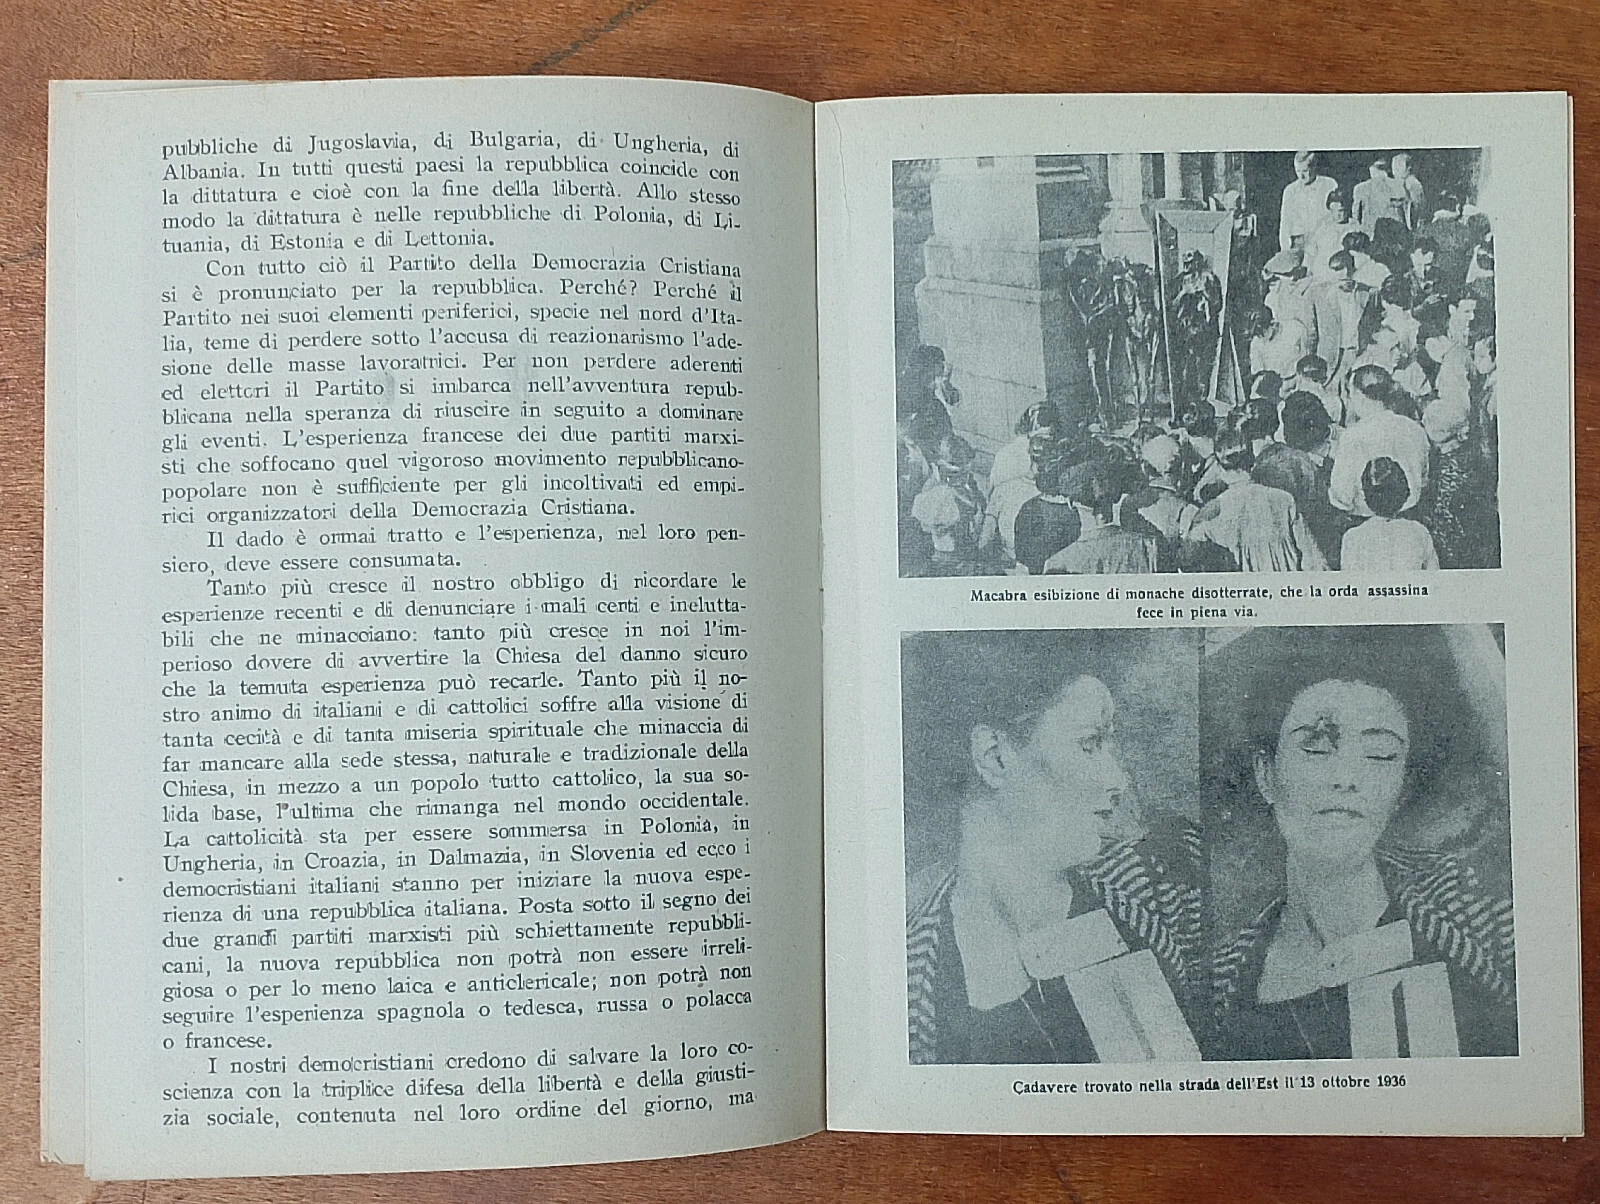 pubbliche di Jugoslavia, di Bulgaria, di Ungheria, di
Albania. In tutti questi paesi la repubblica coincide con
la dittatura e cioè con la fine della libertà. Allo stesso
modo la dittatura è nelle repubbliche di Polonia, di Li-
tuania, di Estonia e di Lettonia.
Con tutto ciò il Partito della Democrazia Cristiana
si è pronunciato per la repubblica. Perché? Perché il
Partito nei suoi elementi periferici, specie nel nord d'Ita-
lia, teme di perdere sotto l'accusa di reazionarismo l'ade-
sione delle masse lavoratrici. Per non perdere aderenti
ed elettori il Partito si imbarca nell'avventura repub-
blicana nella speranza di riuscire in seguito a dominare
gli eventi. L'esperienza francese dei due partiti marxi-
sti che soffocano quel vigoroso movimento repubblicano-
popolare non è sufficiente per gli incoltivati ed empi-
rici organizzatori della Democrazia Cristiana.
Il dado è ormai tratto e l'esperienza, nel loro pen-
siero, deve essere consumata.
Tanto più cresce il nostro obbligo di ricordare le
esperienze recenti e di denunciare i mali certi e inelutta-
bili che ne minacciano: tanto più cresce in noi l'im-
perioso dovere di avvertire la Chiesa del danno sicuro
che la temuta esperienza può recarle. Tanto più il no-
stro animo di italiani e di cattolici soffre alla visione di
tanta cecità e di tanta miseria spirituale che minaccia di
far mancare alla sede stessa, naturale e tradizionale della
Chiesa, in mezzo a un popolo tutto cattolico, la sua so-
lida base, l'ultima che rimanga nel mondo occidentale.
La cattolicità sta per essere sommersa in Polonia, in
Ungheria, in Croazia, in Dalmazia, in Slovenia ed ecco i
democristiani italiani stanno per iniziare la nuova espe-
rienza di una repubblica italiana. Posta sotto il segno dei
due grandi partiti marxisti più schiettamente repubbli-
cani, la nuova repubblica non potrà non essere irreli-
giosa o per lo meno laica e anticlericale; non potrà non
seguire l'esperienza spagnola o tedesca, russa o polacca
o francese.
I nostri democristiani credono di salvare la loro co-
scienza con la triplice difesa della libertà e della giusti-
zia sociale, contenuta nel loro ordine del giorno, ma
Macabra esibizione di monache disotterrate, che la orda assassina
fece in piena via.
Cadavere trovato nella strada dell'Est il 13 ottobre 1936